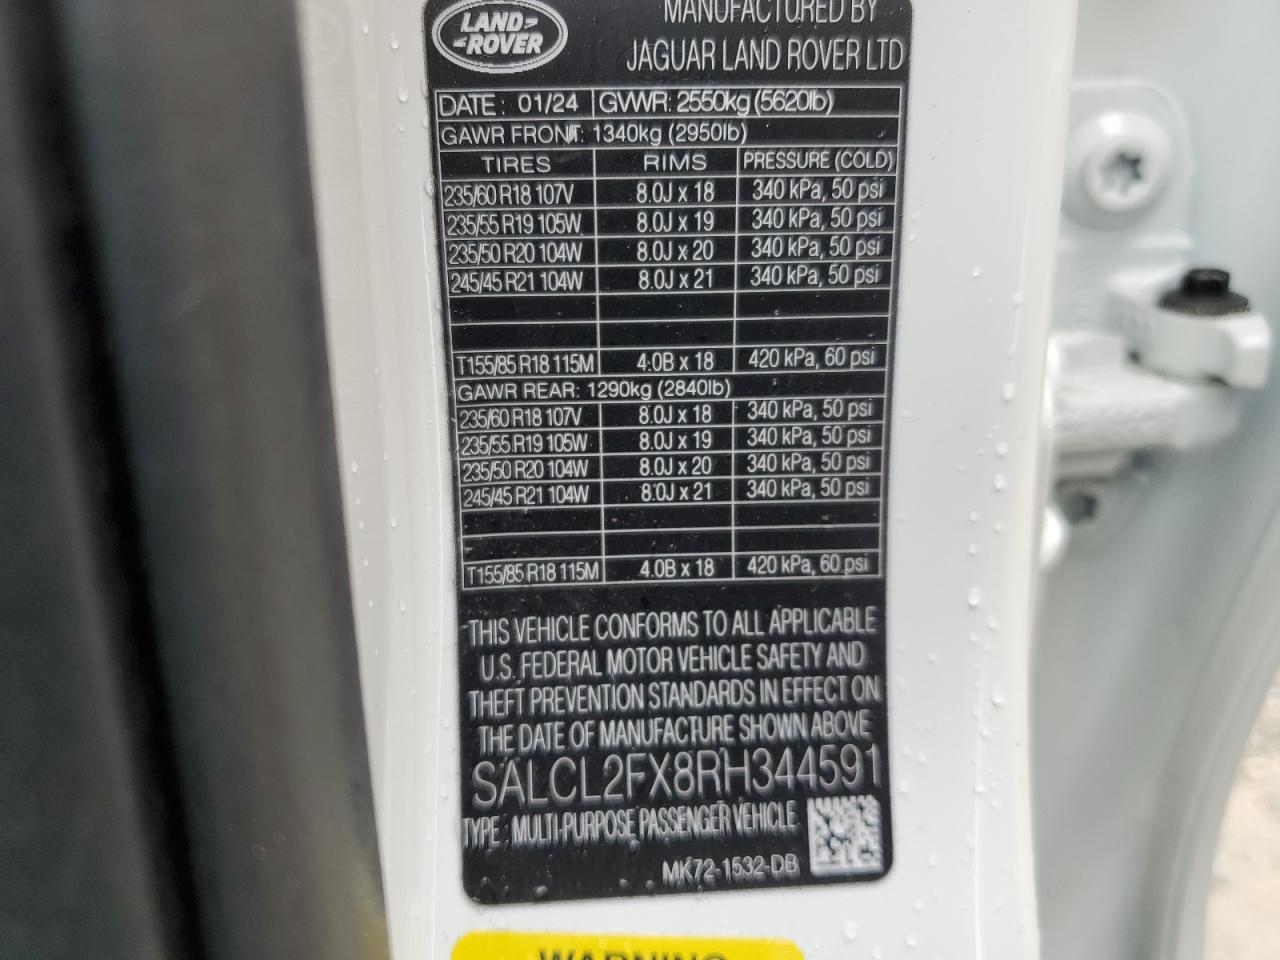 LAND
ROVER
MANUFACTURED BY
JAGUAR LAND ROVER LTD
DATE: 01/24 GVWR: 2550kg (5620lb)
GAWR FRONT: 1340kg (2950lb)
TIRES RIMS PRESSURE (COLD)
235/60 R18 107V 8.0J x 18 340 kPa, 50 psi
235/55 R19 105W 8.0J x 19 340 kPa, 50 psi
235/50 R20 104W 8.0J x 20 340 kPa, 50 psi
245/45 R21 104W 8.0J x 21 340 kPa, 50 psi
T155/85 R18 115M 4.0B x 18 420 kPa, 60 psi
GAWR REAR: 1290kg (2840lb)
235/60 R18 107V 8.0J x 18 340 kPa, 50 psi
235/55 R19 105W 8.0J x 19 340 kPa, 50 psi
235/50 R20 104W 8.0J x 20 340 kPa, 50 psi
245/45 R21 104W 8.0J x 21 340 kPa, 50 psi
T155/85 R18 115M 4.0B x 18 420 kPa, 60 psi
THIS VEHICLE CONFORMS TO ALL APPLICABLE
U.S. FEDERAL MOTOR VEHICLE SAFETY AND
THEFT PREVENTION STANDARDS IN EFFECT ON
THE DATE OF MANUFACTURE SHOWN ABOVE
SALCL2FX8RH344591
TYPE : MULTI-PURPOSE PASSENGER VEHICLE
MK72-1532-DB
WARNING